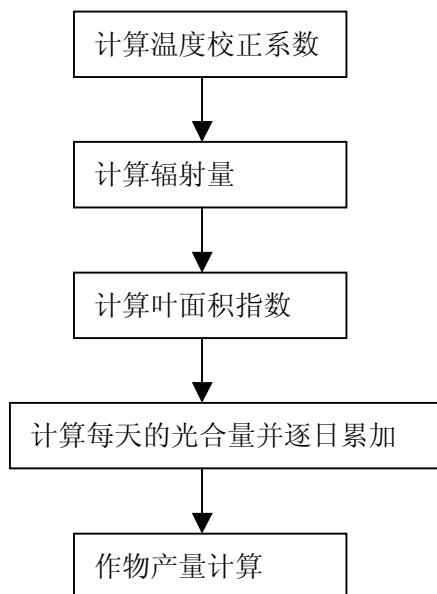 计算温度校正系数
计算辐射量
计算叶面积指数
计算每天的光合量并逐日累加
作物产量计算